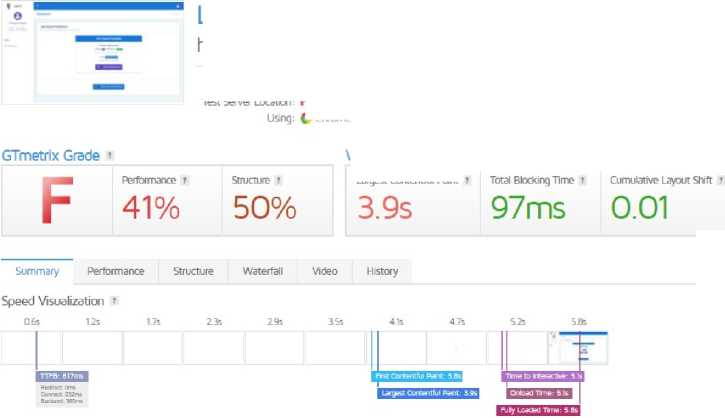 Test Server Location:
Using:
GTmetrix Grade ?
F
Performance ?
41%
Structure ?
50%
Largest Contentful Paint ?
3.9s
Total Blocking Time ?
97ms
Cumulative Layout Shift ?
0.01
Summary Performance Structure Waterfall Video History
Speed Visualization ?
0.6s 1.2s 1.7s 2.3s 2.9s 3.5s 4.1s 4.7s 5.2s 5.8s
TTFB: 617ms
Redirect: 0ms
Connect: 232ms
Backend: 385ms
First Contentful Paint: 3.8s
Largest Contentful Paint: 3.9s
Time to Interactive: 5.1s
Onload Time: 5.1s
Fully Loaded Time: 5.8s